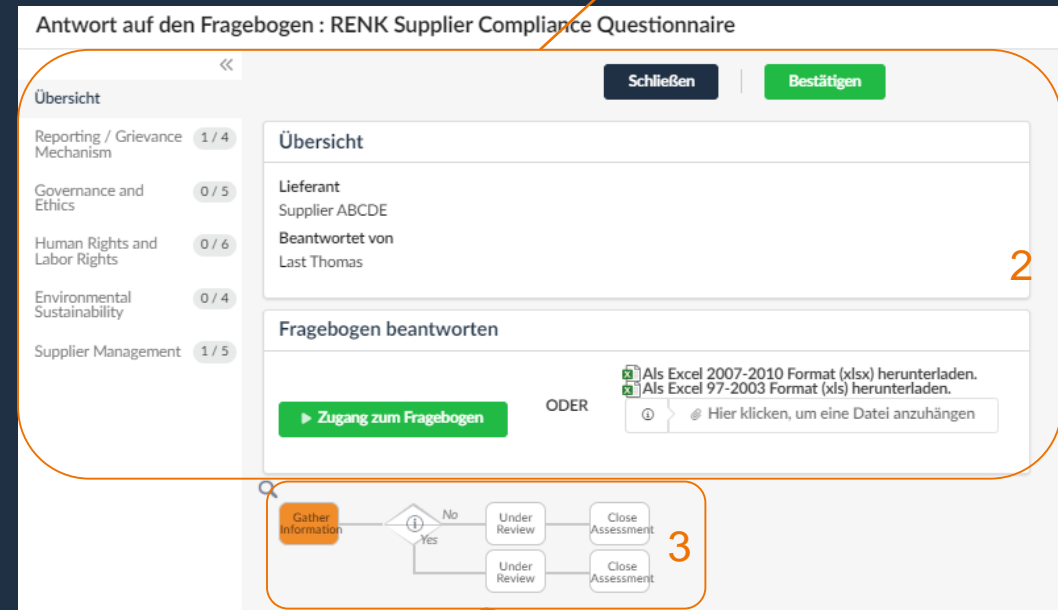 Antwort auf den Fragebogen : RENK Supplier Compliance Questionnaire
Schließen
Bestätigen
Übersicht
Reporting / Grievance
Mechanism
1 / 4
Governance and
Ethics
0 / 5
Human Rights and
Labor Rights
0 / 6
Environmental
Sustainability
0 / 4
Supplier Management
1 / 5
Übersicht
Lieferant
Supplier ABCDE
Beantwortet von
Last Thomas
2
Fragebogen beantworten
Zugang zum Fragebogen
ODER
Als Excel 2007-2010 Format (xlsx) herunterladen.
Als Excel 97-2003 Format (xls) herunterladen.
Hier klicken, um eine Datei anzuhängen
Gather
Information
No
Yes
Under
Review
Close
Assessment
Under
Review
Close
Assessment
3